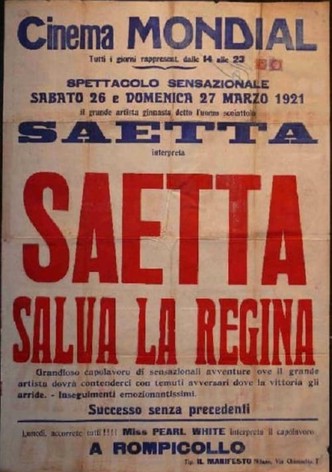 Cinema MONDIAL
Tutti i giorni rappresent. dalle 14 alle 23
SPETTACOLO SENSAZIONALE
SABATO 26 e DOMENICA 27 MARZO 1921
il grande artista ginnasta detto l'uomo
SAETTA
interpreta
SAETTA
SALVA LA REGINA
Grandioso capolavoro di sensazionali avventure ove il grande
artista dovrà contenderci con temuti avversari dove la vittoria gli
arride. - Inseguimenti emozionantissimi.
Successo senza precedenti
Lunedì, accorrete tutti!!!! Miss PEARL WHITE interpreta il capolavoro
A ROMPICOLLO
Tip. IL MANIFESTO Milano, Via